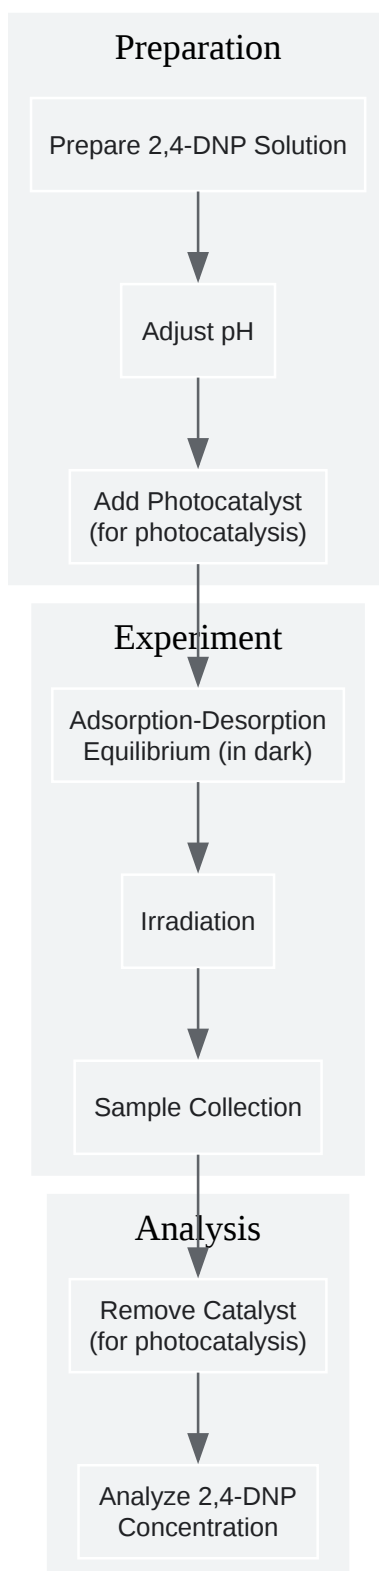 Preparation
Prepare 2,4-DNP Solution
Adjust pH
Add Photocatalyst
(for photocatalysis)
Experiment
Adsorption-Desorption
Equilibrium (in dark)
Irradiation
Sample Collection
Analysis
Remove Catalyst
(for photocatalysis)
Analyze 2,4-DNP
Concentration